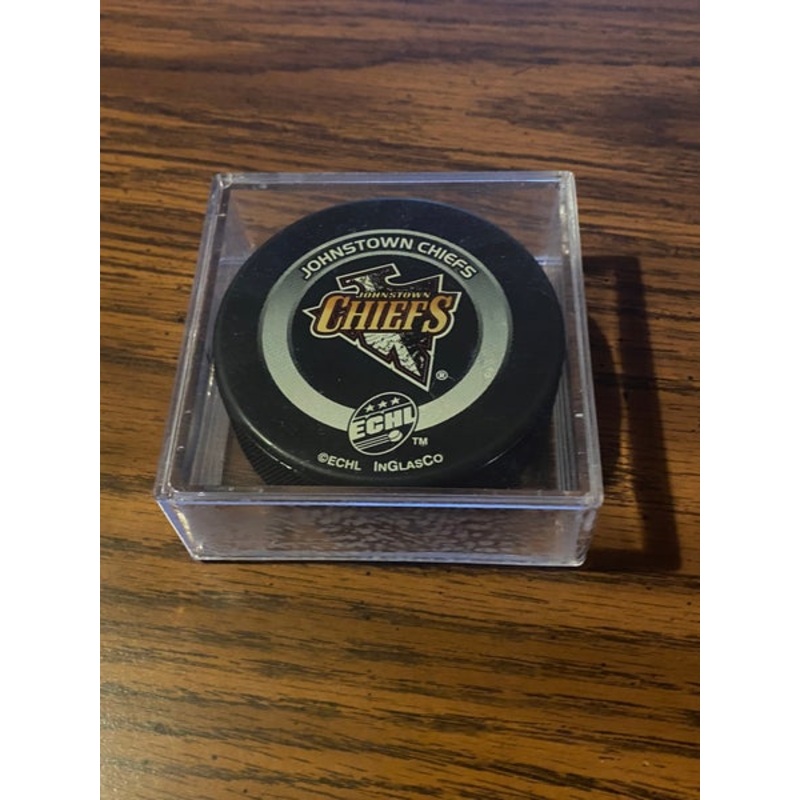 JOHNSTOWN CHIEFS
JOHNSTOWN
CHIEFS
®
ECHL
™
©ECHL INGLASCO